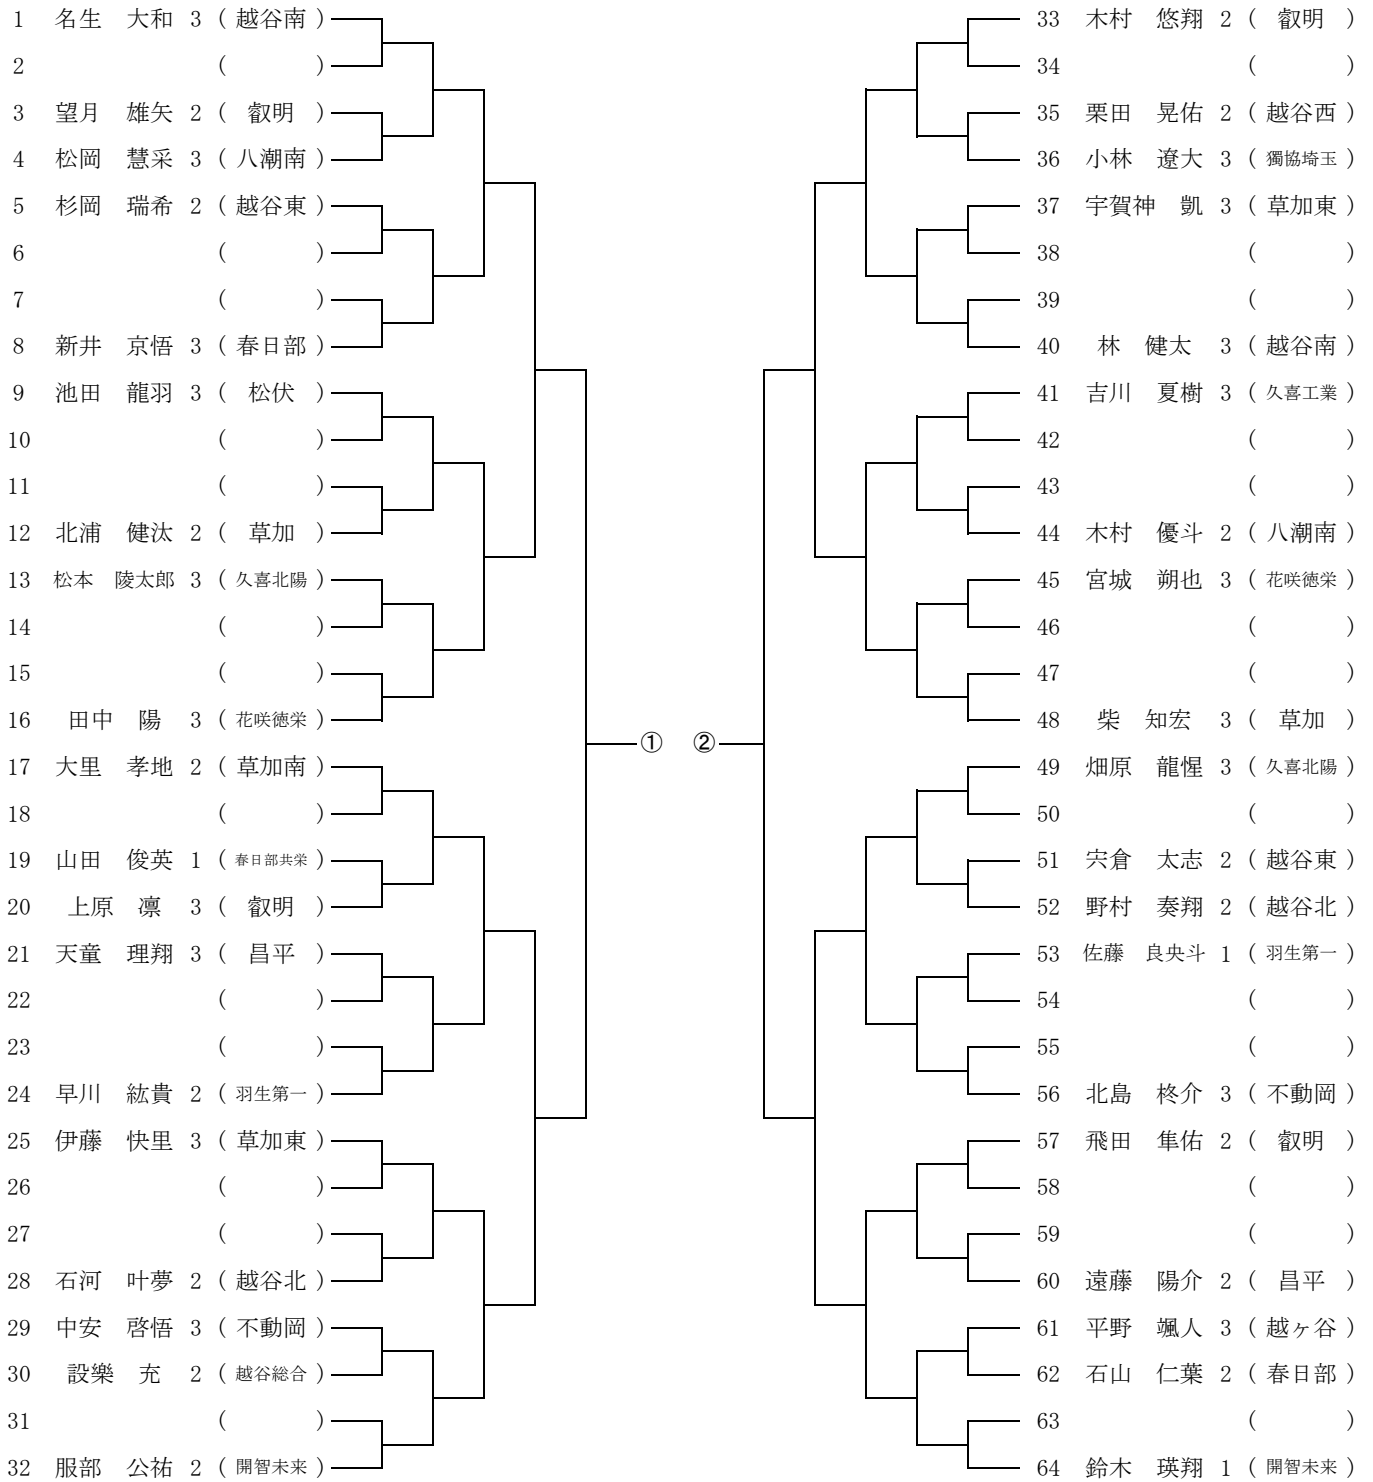 1 名生 大和 3 ( 越谷南 )
2 ( )
3 望月 雄矢 2 ( 叡明 )
4 松岡 慧采 3 ( 八潮南 )
5 杉岡 瑞希 2 ( 越谷東 )
6 ( )
7 ( )
8 新井 京悟 3 ( 春日部 )
9 池田 龍羽 3 ( 松伏 )
10 ( )
11 ( )
12 北浦 健汰 2 ( 草加 )
13 松本 陵太郎 3 ( 久喜北陽 )
14 ( )
15 ( )
16 田中 陽 3 ( 花咲徳栄 )
17 大里 孝地 2 ( 草加南 )
18 ( )
19 山田 俊英 1 ( 春日部共栄 )
20 上原 凛 3 ( 叡明 )
21 天童 理翔 3 ( 昌平 )
22 ( )
23 ( )
24 早川 紘貴 2 ( 羽生第一 )
25 伊藤 快里 3 ( 草加東 )
26 ( )
27 ( )
28 石河 叶夢 2 ( 越谷北 )
29 中安 啓悟 3 ( 不動岡 )
30 設樂 充 2 ( 越谷総合 )
31 ( )
32 服部 公祐 2 ( 開智未来 )
① ②
33 木村 悠翔 2 ( 叡明 )
34 ( )
35 栗田 晃佑 2 ( 越谷西 )
36 小林 遼大 3 ( 獨協埼玉 )
37 宇賀神 凱 3 ( 草加東 )
38 ( )
39 ( )
40 林 健太 3 ( 越谷南 )
41 吉川 夏樹 3 ( 久喜工業 )
42 ( )
43 ( )
44 木村 優斗 2 ( 八潮南 )
45 宮城 朔也 3 ( 花咲徳栄 )
46 ( )
47 ( )
48 柴 知宏 3 ( 草加 )
49 畑原 龍惺 3 ( 久喜北陽 )
50 ( )
51 宍倉 太志 2 ( 越谷東 )
52 野村 奏翔 2 ( 越谷北 )
53 佐藤 良央斗 1 ( 羽生第一 )
54 ( )
55 ( )
56 北島 柊介 3 ( 不動岡 )
57 飛田 隼佑 2 ( 叡明 )
58 ( )
59 ( )
60 遠藤 陽介 2 ( 昌平 )
61 平野 颯人 3 ( 越ヶ谷 )
62 石山 仁葉 2 ( 春日部 )
63 ( )
64 鈴木 瑛翔 1 ( 開智未来 )